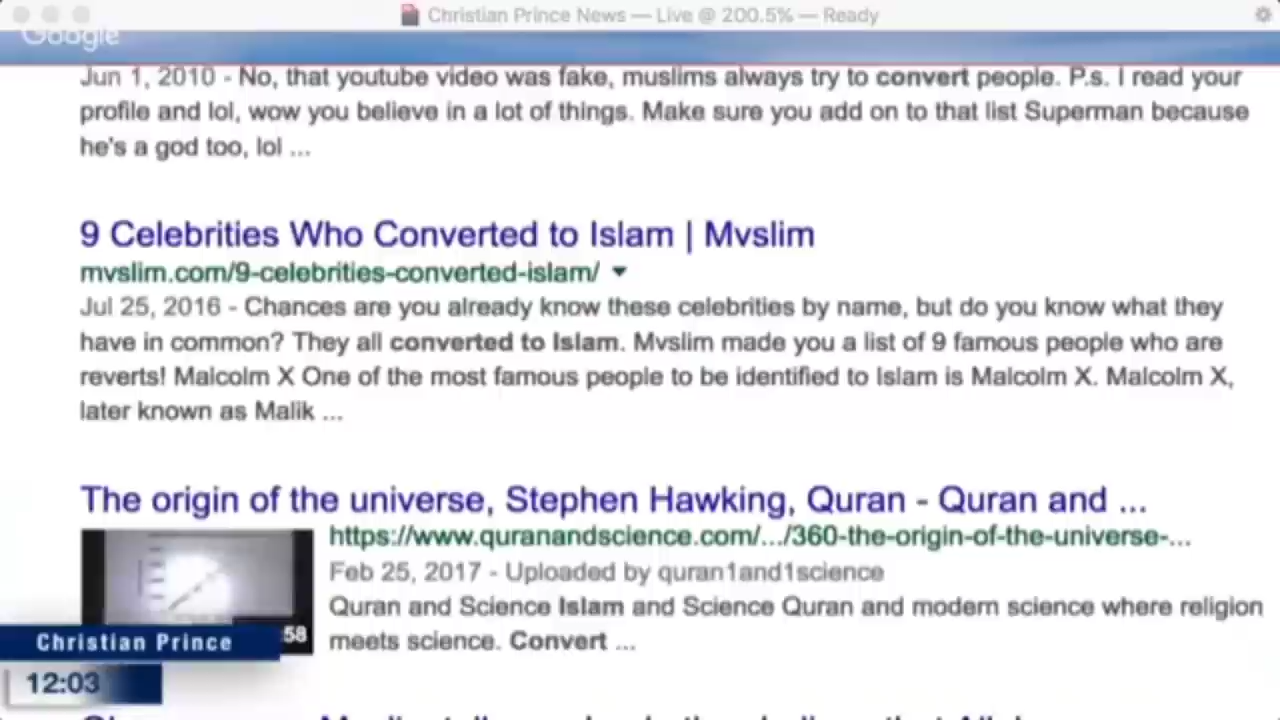 Christian Prince News — Live @ 200.5% — Ready
Google
Jun 1, 2010 - No, that youtube video was fake, muslims always try to convert people. P.s. I read your
profile and lol, wow you believe in a lot of things. Make sure you add on to that list Superman because
he's a god too, lol ...
9 Celebrities Who Converted to Islam | Mvslim
mvslim.com/9-celebrities-converted-islam/
Jul 25, 2016 - Chances are you already know these celebrities by name, but do you know what they
have in common? They all converted to Islam. Mvslim made you a list of 9 famous people who are
reverts! Malcolm X One of the most famous people to be identified to Islam is Malcolm X. Malcolm X,
later known as Malik ...
The origin of the universe, Stephen Hawking, Quran - Quran and ...
https://www.quranandscience.com/.../360-the-origin-of-the-universe-...
Feb 25, 2017 - Uploaded by quran1and1science
Quran and Science Islam and Science Quran and modern science where religion
58
meets science. Convert ...
Christian Prince
12:03